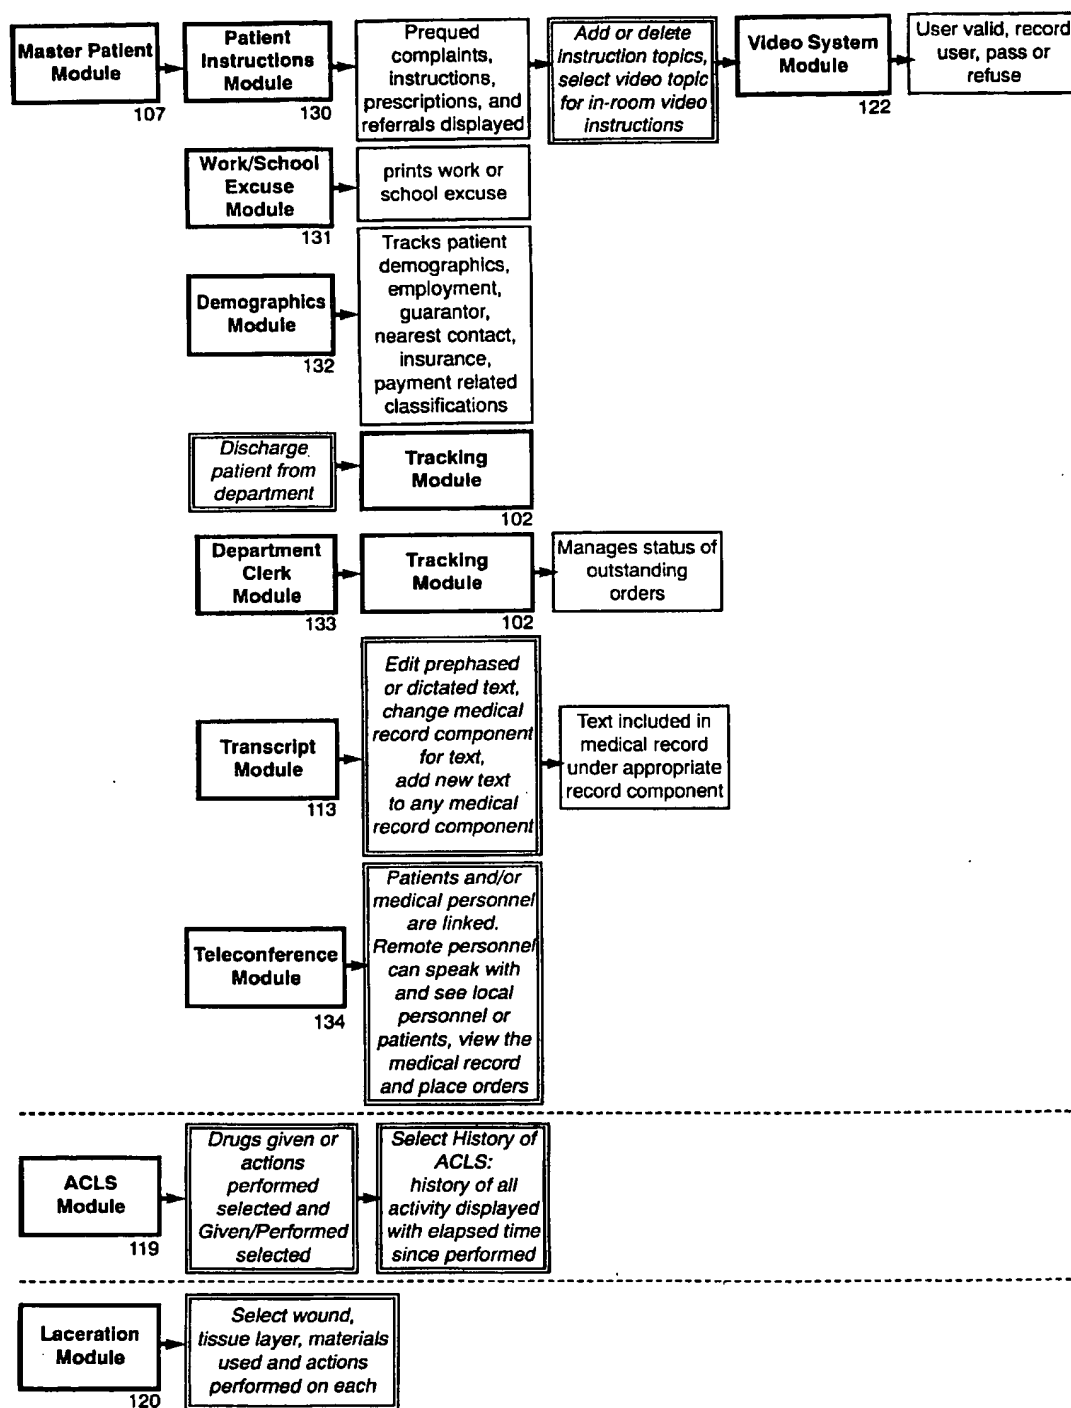 Master Patient
Module
107
Patient
Instructions
Module
130
Prequed
complaints,
instructions,
prescriptions, and
referrals displayed
Add or delete
instruction topics,
select video topic
for in-room video
instructions
Video System
Module
122
User valid, record
user, pass or
refuse
Work/School
Excuse
Module
131
prints work or
school excuse
Demographics
Module
132
Tracks patient
demographics,
employment,
guarantor,
nearest contact,
insurance,
payment related
classifications
Discharge
patient from
department
Tracking
Module
102
Department
Clerk
Module
133
Tracking
Module
102
Manages status of
outstanding
orders
Transcript
Module
113
Edit prephased
or dictated text,
change medical
record component
for text,
add new text
to any medical
record component
Text included in
medical record
under appropriate
record component
Teleconference
Module
134
Patients and/or
medical personnel
are linked.
Remote personnel
can speak with
and see local
personnel or
patients, view the
medical record
and place orders
ACLS
Module
119
Drugs given or
actions
performed
selected and
Given/Performed
selected
Select History of
ACLS:
history of all
activity displayed
with elapsed time
since performed
Laceration
Module
120
Select wound,
tissue layer, materials
used and actions
performed on each